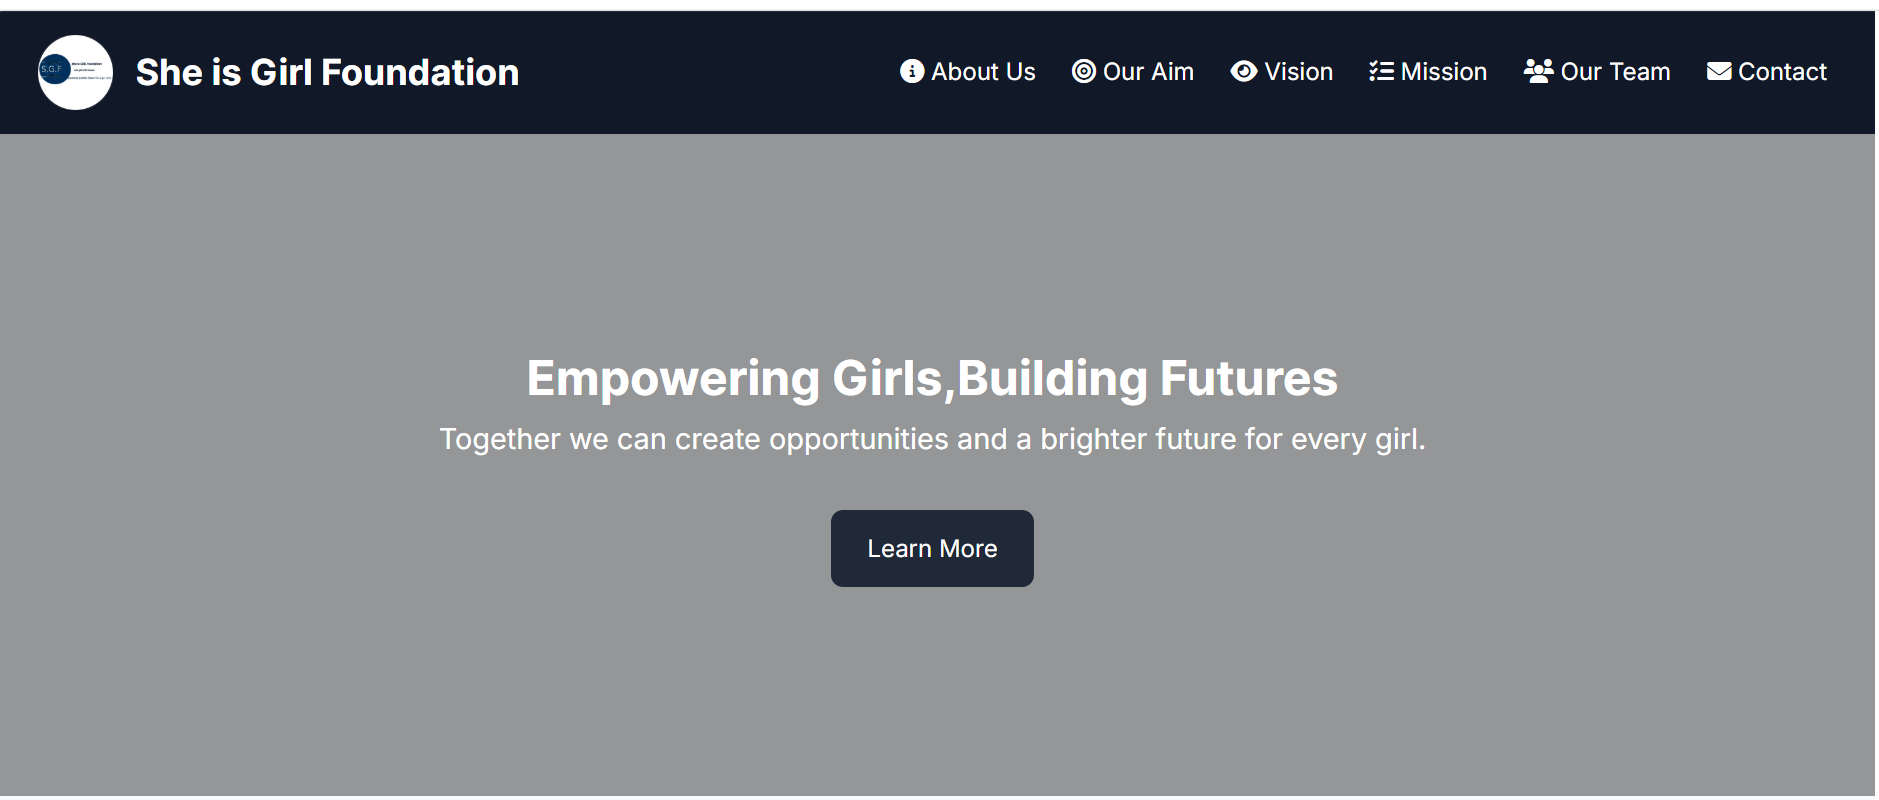 S.G.F
She is Girl Foundation
About Us
Our Aim
Vision
Mission
Our Team
Contact
Empowering Girls,Building Futures
Together we can create opportunities and a brighter future for every girl.
Learn More